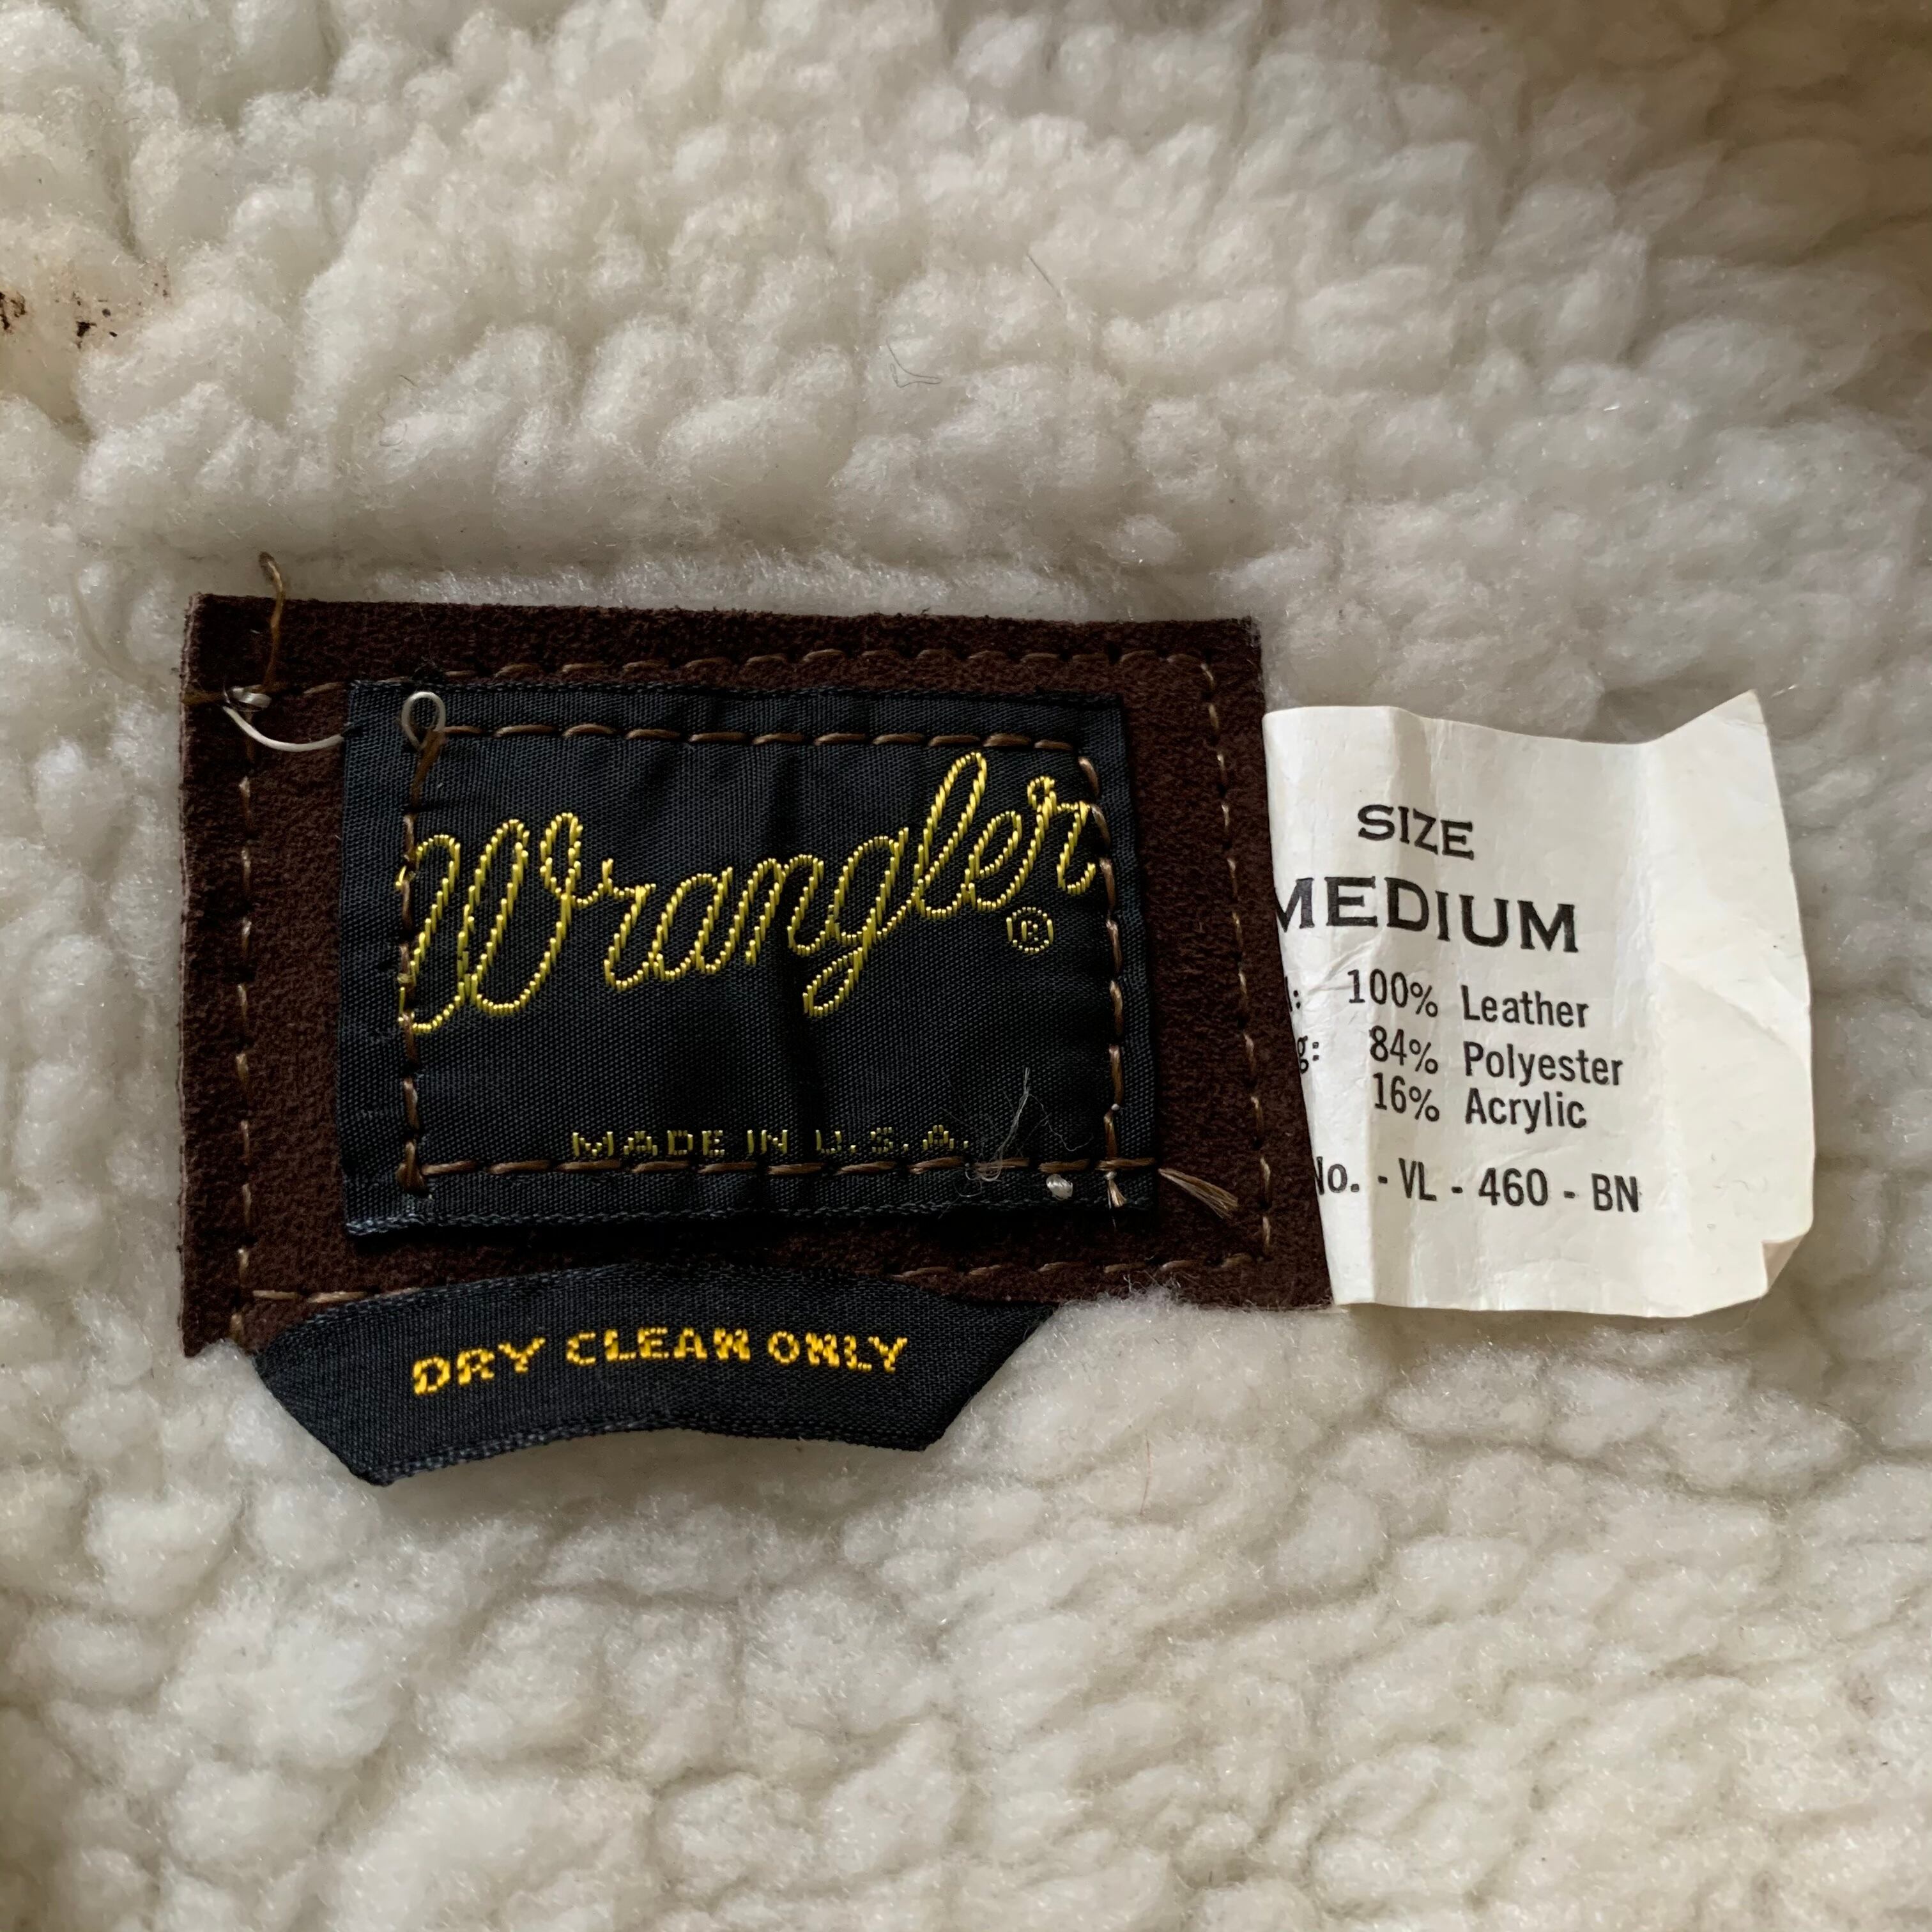 Wrangler
®
MADE IN U.S.A.
DRY CLEAN ONLY
SIZE
MEDIUM
100% Leather
84% Polyester
16% Acrylic
No. - VL - 460 - BN